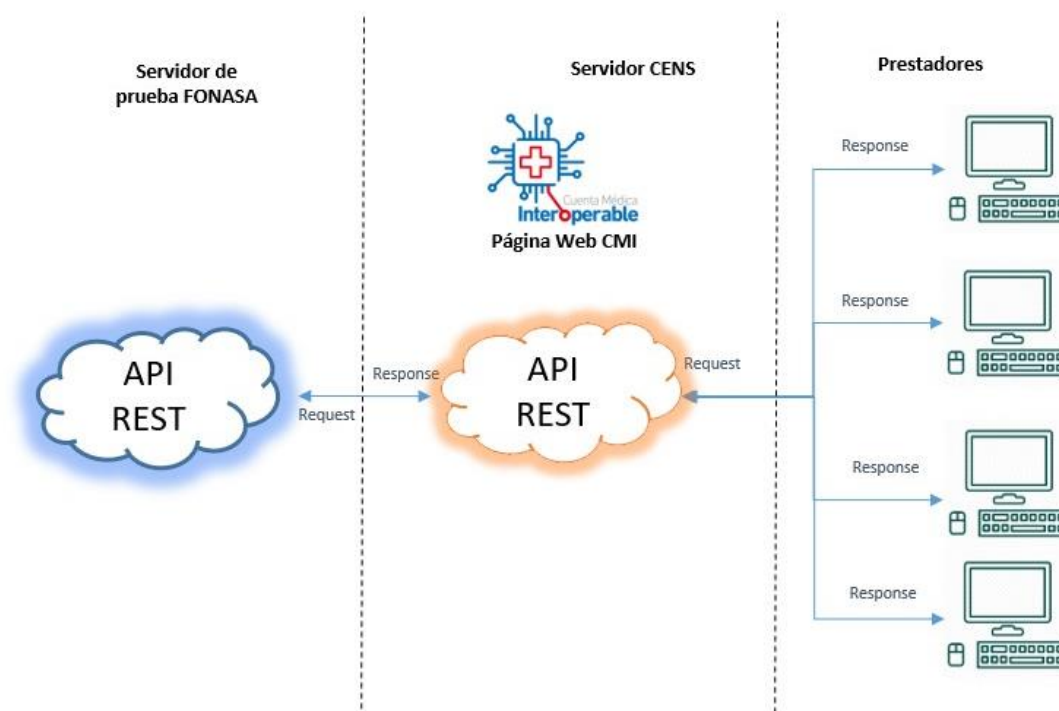 Servidor de
prueba FONASA
Servidor CENS
Prestadores
Cuenta Médica
Interoperable
Página Web CMI
API
REST
Response
Request
API
REST
Request
Response
Response
Response
Response